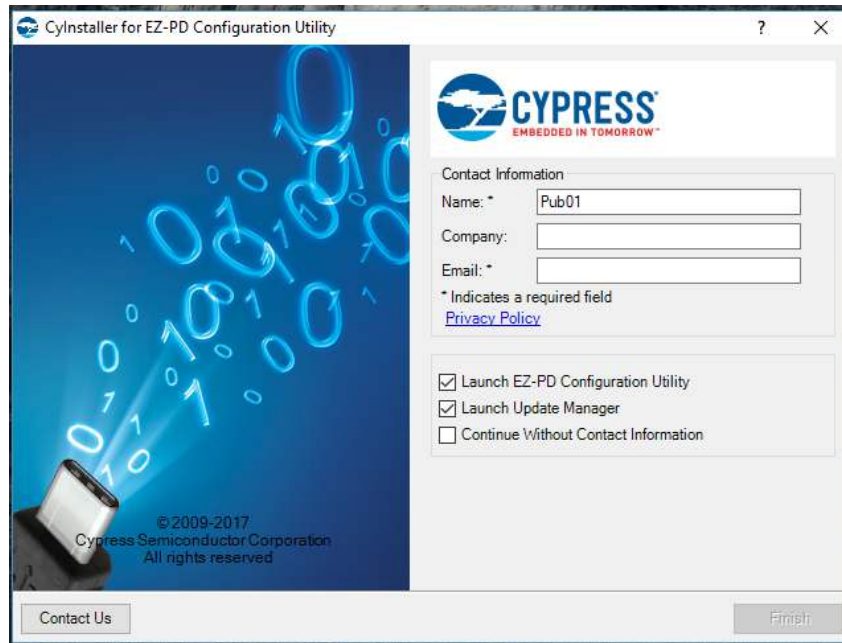 CyInstaller for EZ-PD Configuration Utility
CYPRESS
EMBEDDED IN TOMORROW™
Contact Information
Name: * Pub01
Company:
Email: *
* Indicates a required field
Privacy Policy
Launch EZ-PD Configuration Utility
Launch Update Manager
Continue Without Contact Information
© 2009-2017
Cypress Semiconductor Corporation
All rights reserved
Contact Us
Finish